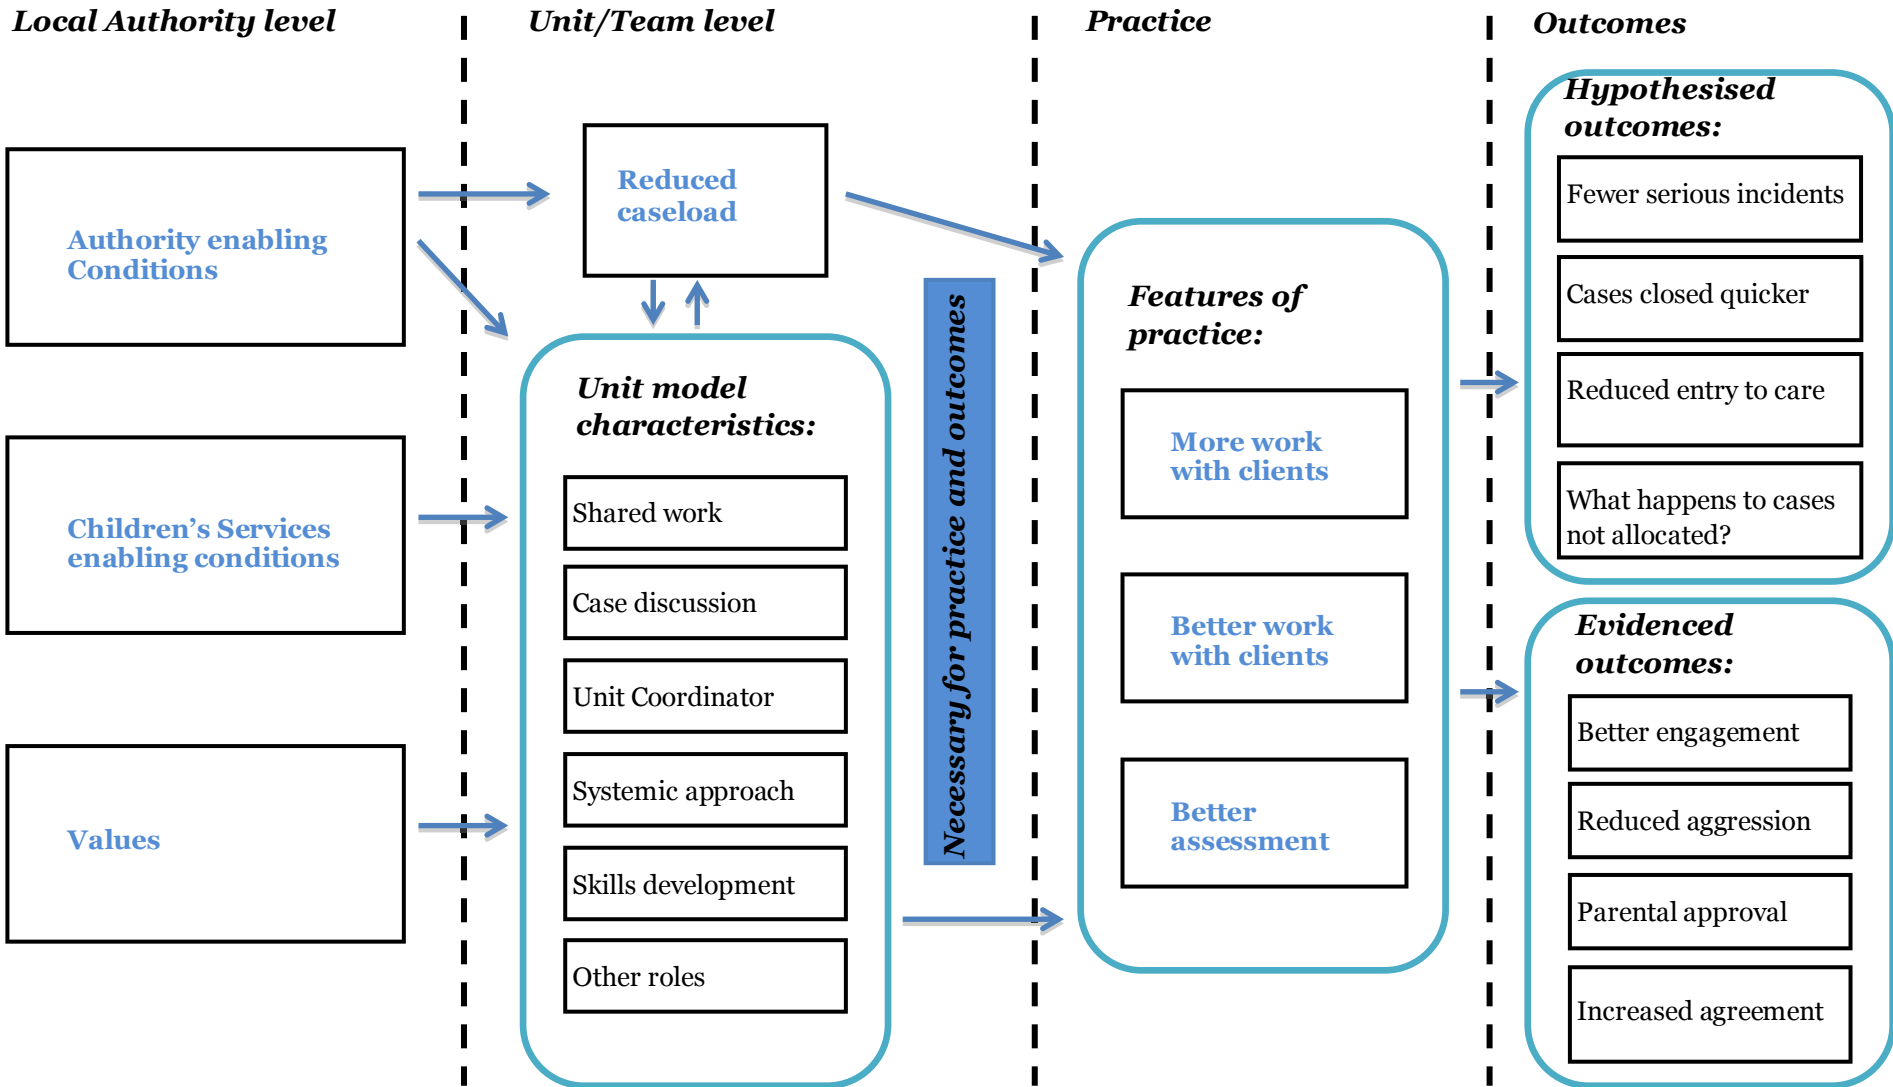 Local Authority level
Unit/Team level
Practice
Outcomes
Authority enabling
Conditions
Children’s Services
enabling conditions
Values
Reduced
caseload
Unit model
characteristics:
Shared work
Case discussion
Unit Coordinator
Systemic approach
Skills development
Other roles
Necessary for practice and outcomes
Features of
practice:
More work
with clients
Better work
with clients
Better
assessment
Hypothesised
outcomes:
Fewer serious incidents
Cases closed quicker
Reduced entry to care
What happens to cases
not allocated?
Evidenced
outcomes:
Better engagement
Reduced aggression
Parental approval
Increased agreement